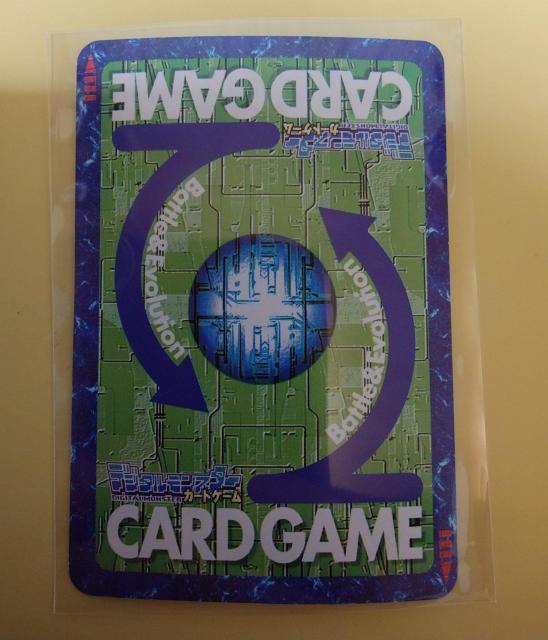 CARD GAME
デジタルモンスター
DIGITAL MONSTER
カードゲーム
Battle&Evolution
Battle&Evolution
デジタルモンスター
DIGITAL MONSTER カードゲーム
CARD GAME